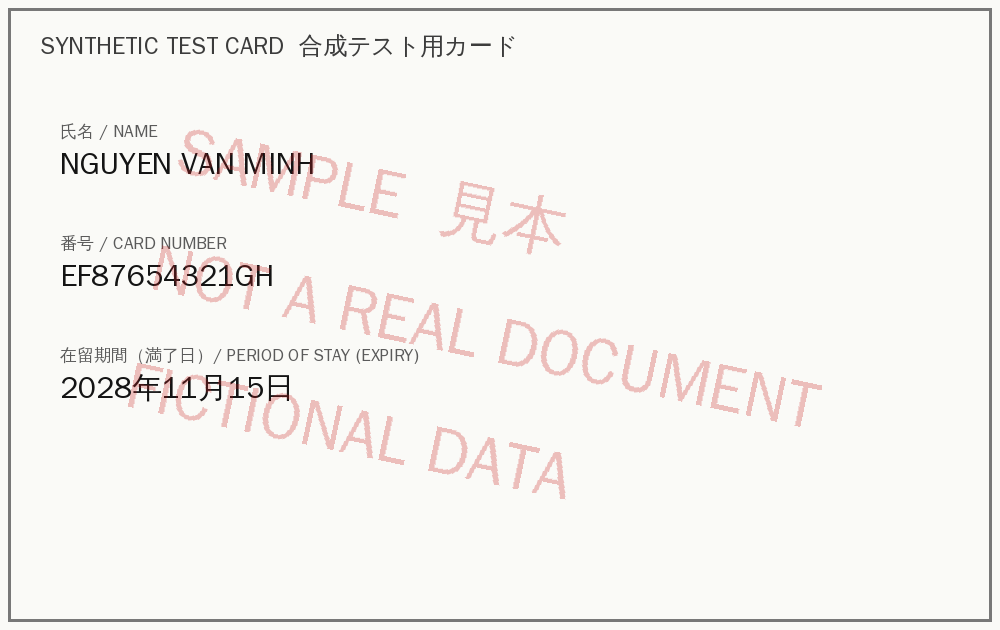 SYNTHETIC TEST CARD 合成テスト用カード
氏名 / NAME
NGUYEN VAN MINH
SAMPLE 見本
番号 / CARD NUMBER
EF87654321GH
NOT A REAL DOCUMENT
在留期間（満了日）/ PERIOD OF STAY (EXPIRY)
2028年11月15日
FICTIONAL DATA